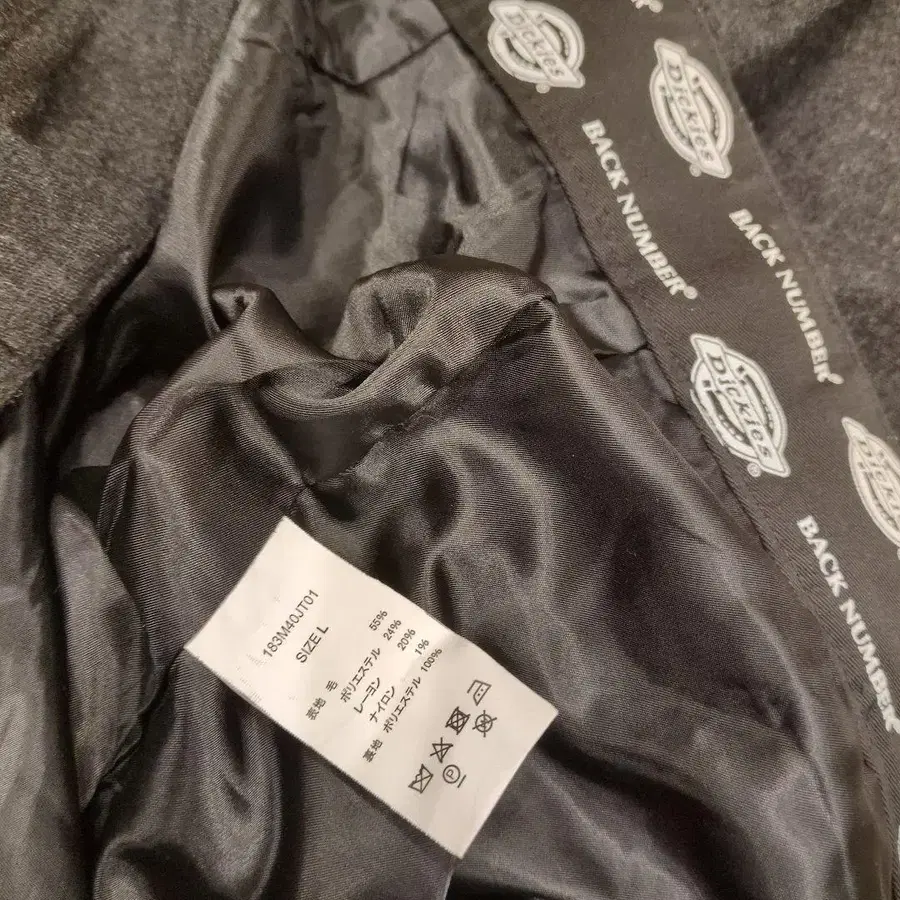 Dickies
®
Dickies
®
BACK NUMBER®
BACK NUMBER®
Dickies
®
Dickies
BACK NUMBER
183M40JT01
SIZE L
表地 毛 55%
ポリエステル 24%
レーヨン 20%
ナイロン 1%
裏地 ポリエステル 100%
P